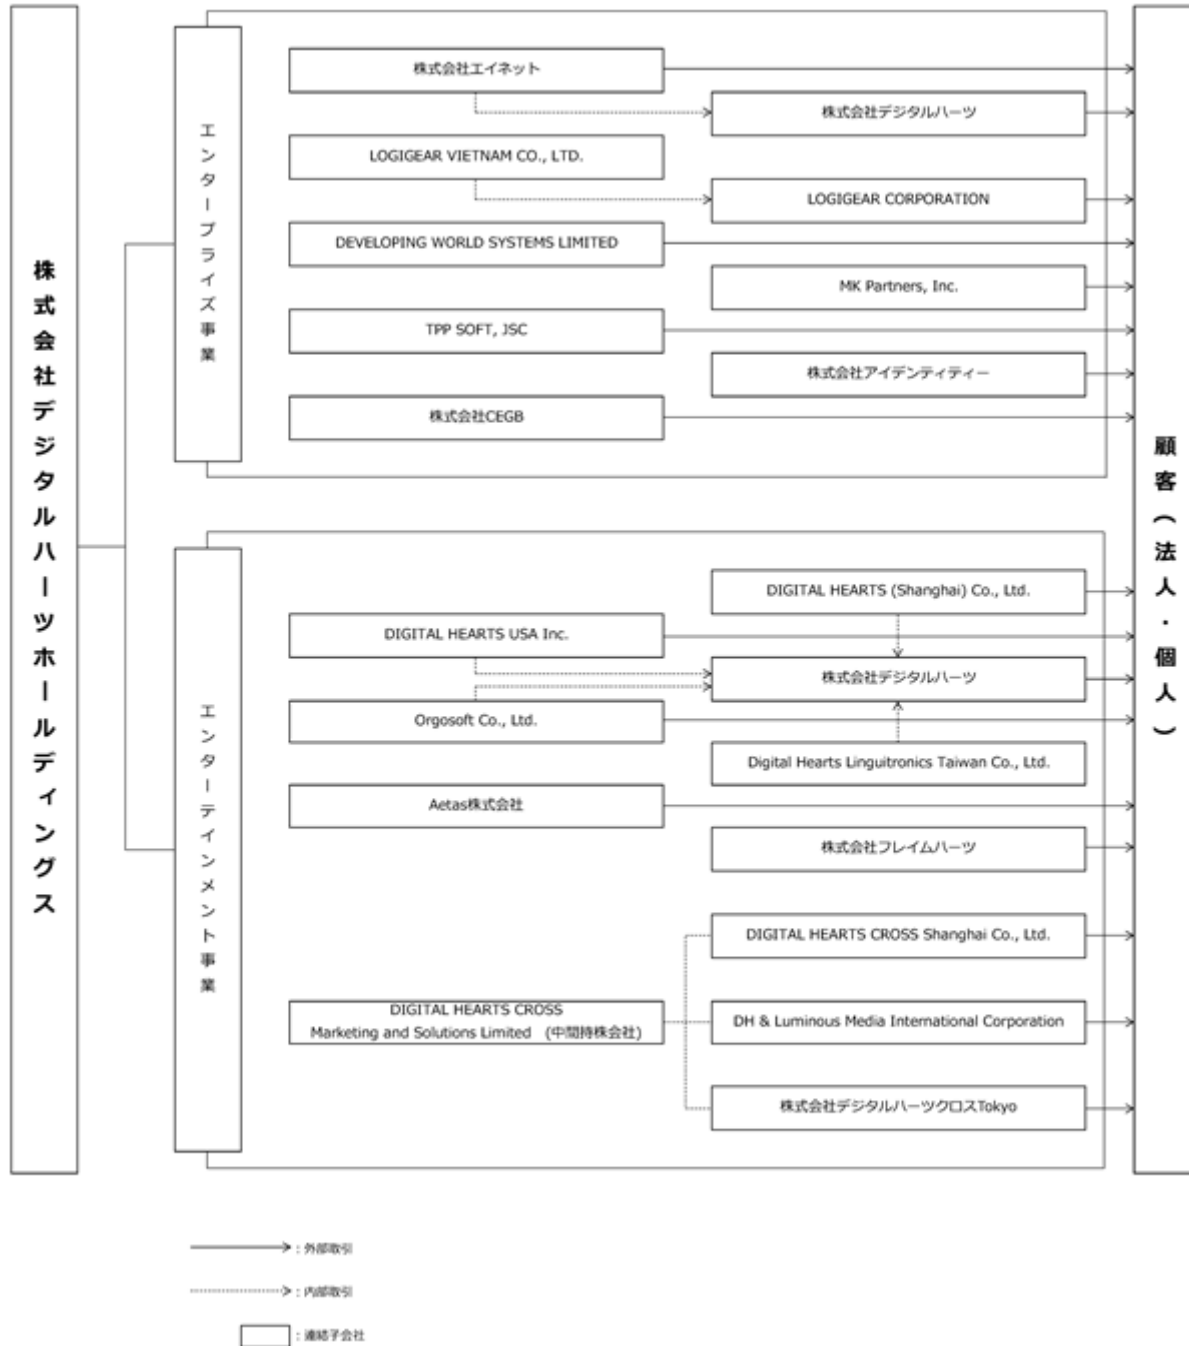 株式会社デジタルハーツホールディングス
エンタープライズ事業
株式会社エイネット
株式会社デジタルハーツ
LOGIGEAR VIETNAM CO., LTD.
LOGIGEAR CORPORATION
DEVELOPING WORLD SYSTEMS LIMITED
MK Partners, Inc.
TPP SOFT, JSC
株式会社アイデンティティー
株式会社CEGB
顧客(法人・個人)
エンターテインメント事業
DIGITAL HEARTS (Shanghai) Co., Ltd.
DIGITAL HEARTS USA Inc.
株式会社デジタルハーツ
Orgosoft Co., Ltd.
Digital Hearts Linguitronics Taiwan Co., Ltd.
Aetas株式会社
株式会社フレイムハーツ
DIGITAL HEARTS CROSS Shanghai Co., Ltd.
DIGITAL HEARTS CROSS
Marketing and Solutions Limited (中間持株会社)
DH & Luminous Media International Corporation
株式会社デジタルハーツクロスTokyo
:外部取引
:内部取引
:連結子会社